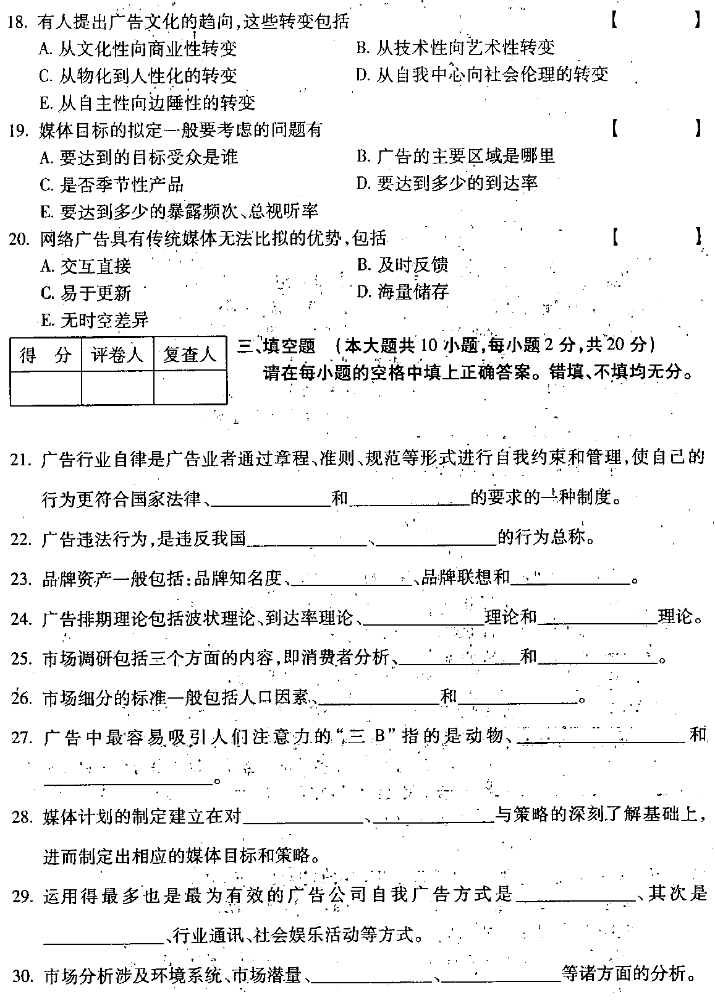 18. 有人提出广告文化的趋向,这些转变包括 【 】
A. 从文化性向商业性转变 B. 从技术性向艺术性转变
C. 从物化到人性化的转变 D. 从自我中心向社会伦理的转变
E. 从自主性向边陲性的转变
19. 媒体目标的拟定一般要考虑的问题有 【 】
A. 要达到的目标受众是谁 B. 广告的主要区域是哪里
C. 是否季节性产品 D. 要达到多少的到达率
E. 要达到多少的暴露频次、总视听率
20. 网络广告具有传统媒体无法比拟的优势,包括 【 】
A. 交互直接 B. 及时反馈
C. 易于更新 D. 海量储存
E. 无时空差异
得 分 评卷人 复查人
三、填空题 (本大题共 10 小题,每小题 2 分,共 20 分)
请在每小题的空格中填上正确答案。错填、不填均无分。
21. 广告行业自律是广告业者通过章程、准则、规范等形式进行自我约束和管理,使自己的
行为更符合国家法律、______和______的要求的一种制度。
22. 广告违法行为,是违反我国______、______的行为总称。
23. 品牌资产一般包括:品牌知名度、______、品牌联想和______。
24. 广告排期理论包括波状理论、到达率理论、______理论和______理论。
25. 市场调研包括三个方面的内容,即消费者分析、______和______。
26. 市场细分的标准一般包括人口因素、______和______。
27. 广告中最容易吸引人们注意力的“三 B”指的是动物、______和
______。
28. 媒体计划的制定建立在对______、______与策略的深刻了解基础上,
进而制定出相应的媒体目标和策略。
29. 运用得最多也是最为有效的广告公司自我广告方式是______、其次是
______、行业通讯、社会娱乐活动等方式。
30. 市场分析涉及环境系统、市场潜量、______、______等诸方面的分析。